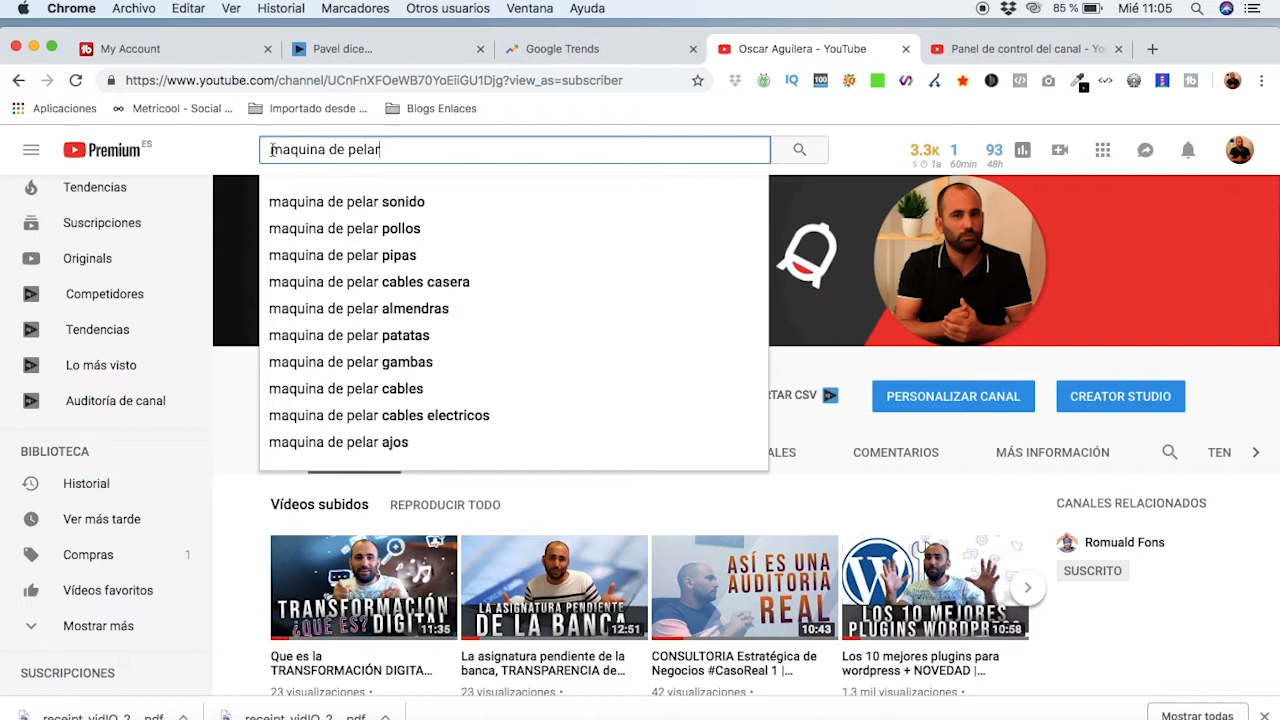 Chrome Archivo Editar Ver Historial Marcadores Otros usuarios Ventana Ayuda 85 % Mié 11:05
My Account Pavel dice... Google Trends Oscar Aguilera - YouTube Panel de control del canal - Yo
https://www.youtube.com/channel/UCnFnXFOeWB70YoEiiGU1Djg?view_as=subscriber
Aplicaciones Metricool - Social ... Importado desde ... Blogs Enlaces
Premium ES
maquina de pelar
3.3K 1 93
$ 1a 60min 48h
maquina de pelar sonido
maquina de pelar pollos
maquina de pelar pipas
maquina de pelar cables casera
maquina de pelar almendras
maquina de pelar patatas
maquina de pelar gambas
maquina de pelar cables
maquina de pelar cables electricos
maquina de pelar ajos
Tendencias
Suscripciones
Originals
Competidores
Tendencias
Lo más visto
Auditoría de canal
BIBLIOTECA
Historial
Ver más tarde
Compras 1
Vídeos favoritos
Mostrar más
SUSCRIPCIONES
RTAR CSV
PERSONALIZAR CANAL
CREATOR STUDIO
ALES COMENTARIOS MÁS INFORMACIÓN TEN
Vídeos subidos REPRODUCIR TODO
CANALES RELACIONADOS
Romuald Fons
SUSCRITO
TRANSFORMACIÓN
¿QUE ES? DIGITAL
11:35
LA ASIGNATURA PENDIENTE
DE LA BANCA
12:51
ASÍ ES UNA
AUDITORIA
REAL
10:43
LOS 10 MEJORES
PLUGINS WORDPRESS
10:58
Que es la
TRANSFORMACIÓN DIGITA...
23 visualizaciones •
La asignatura pendiente de la
banca, TRANSPARENCIA de...
23 visualizaciones •
CONSULTORIA Estratégica de
Negocios #CasoReal 1 |...
42 visualizaciones •
Los 10 mejores plugins para
wordpress + NOVEDAD |...
1.3 mil visualizaciones •
receipt_vidIQ_2....pdf
receipt_vidIQ_2....pdf
Mostrar todas